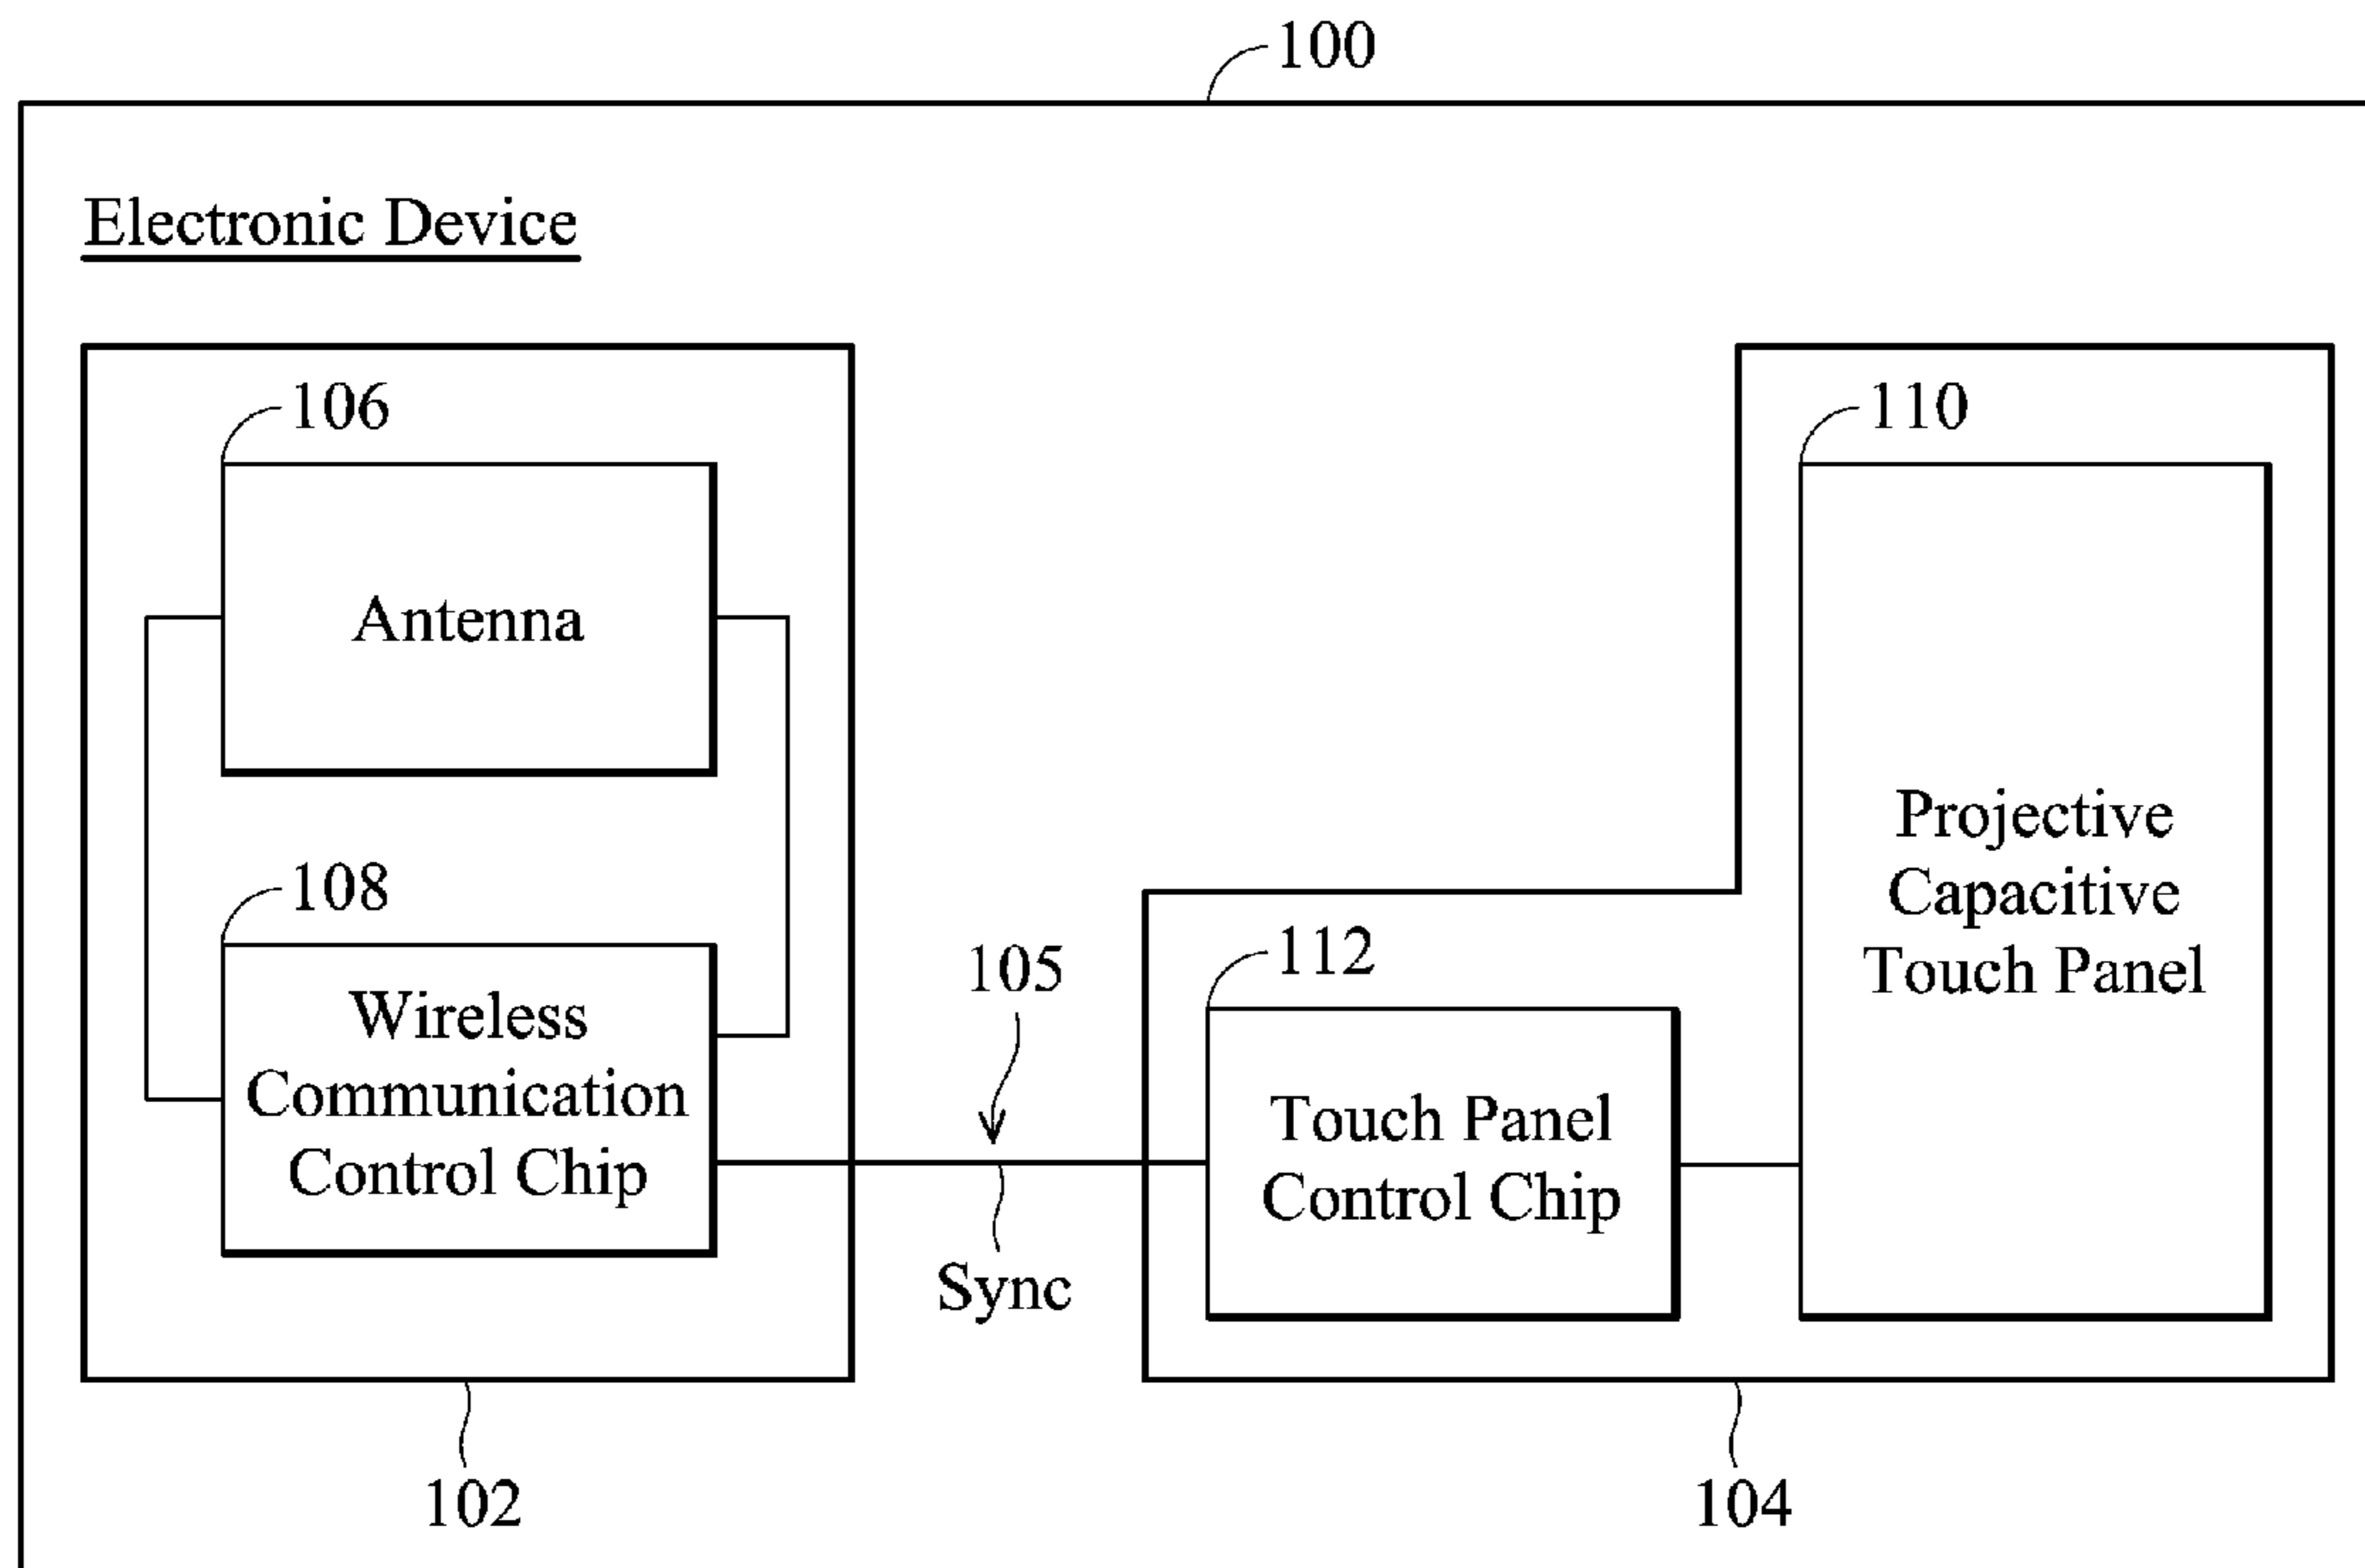 100
Electronic Device
106
Antenna
108
Wireless
Communication
Control Chip
105
Sync
110
Projective
Capacitive
Touch Panel
112
Touch Panel
Control Chip
102
104